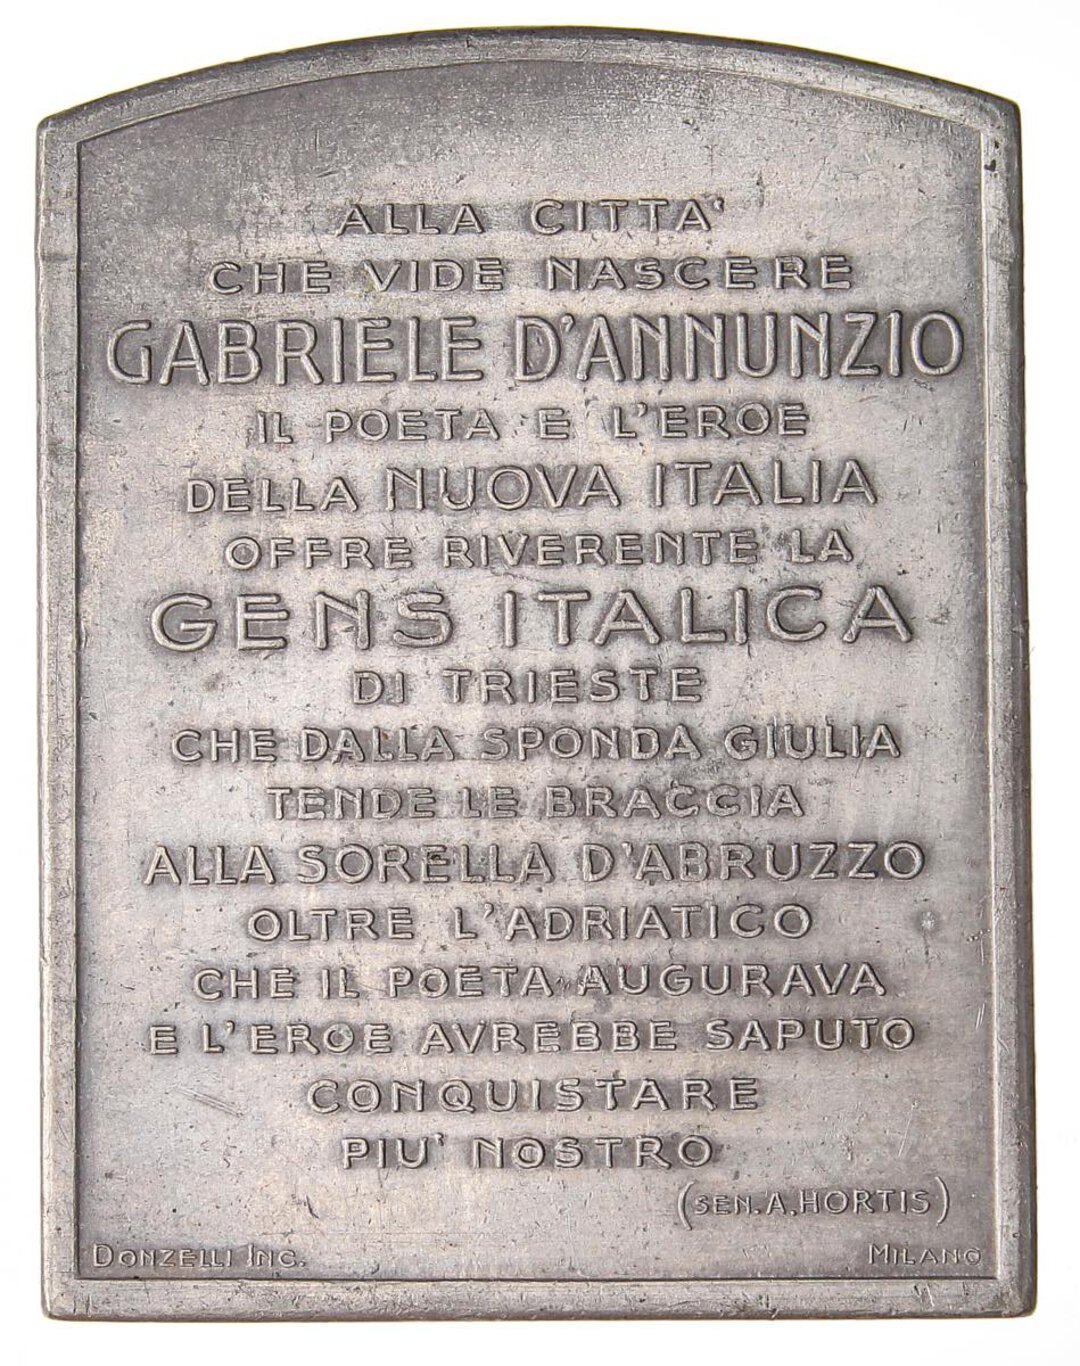 ALLA CITTA'
CHE VIDE NASCERE
GABRIELE D'ANNUNZIO
IL POETA E L'EROE
DELLA NUOVA ITALIA
OFFRE RIVERENTE LA
GENS ITALICA
DI TRIESTE
CHE DALLA SPONDA GIULIA
TENDE LE BRACCIA
ALLA SORELLA D'ABRUZZO
OLTRE L'ADRIATICO
CHE IL POETA AUGURAVA
E L'EROE AVREBBE SAPUTO
CONQUISTARE
PIU' NOSTRO
(SEN. A. HORTIS)
DONZELLI INC. MILANO